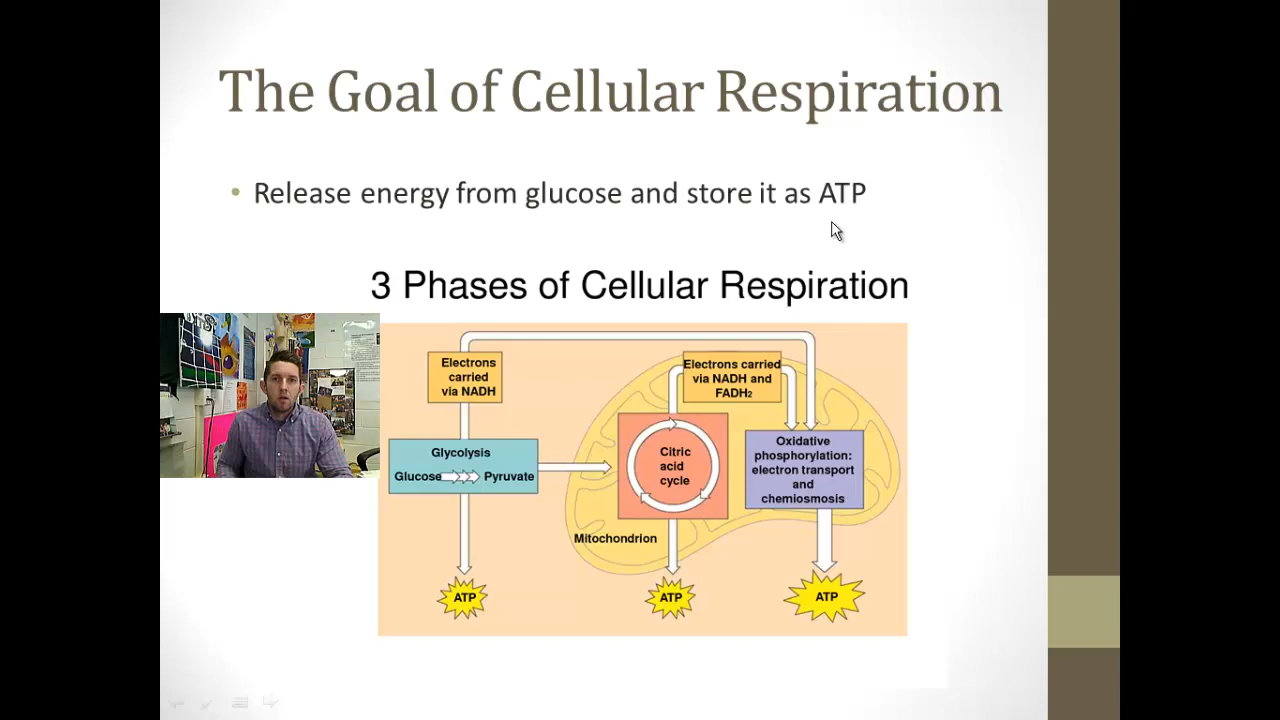 The Goal of Cellular Respiration
• Release energy from glucose and store it as ATP
3 Phases of Cellular Respiration
Electrons
carried
via NADH
Electrons carried
via NADH and
FADH2
Glycolysis
Glucose Pyruvate
Citric
acid
cycle
Oxidative
phosphorylation:
electron transport
and
chemiosmosis
Mitochondrion
ATP
ATP
ATP